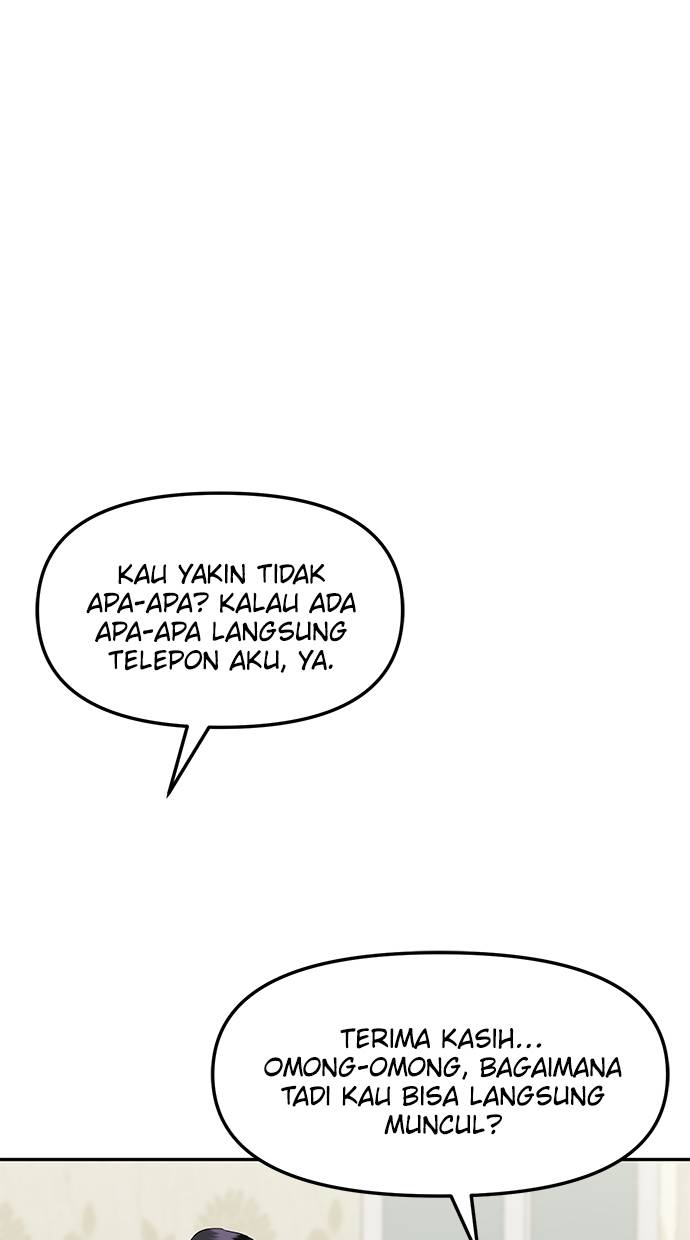 KAU YAKIN TIDAK
APA-APA? KALAU ADA
APA-APA LANGSUNG
TELEPON AKU, YA.
TERIMA KASIH...
OMONG-OMONG, BAGAIMANA
TADI KAU BISA LANGSUNG
MUNCUL?